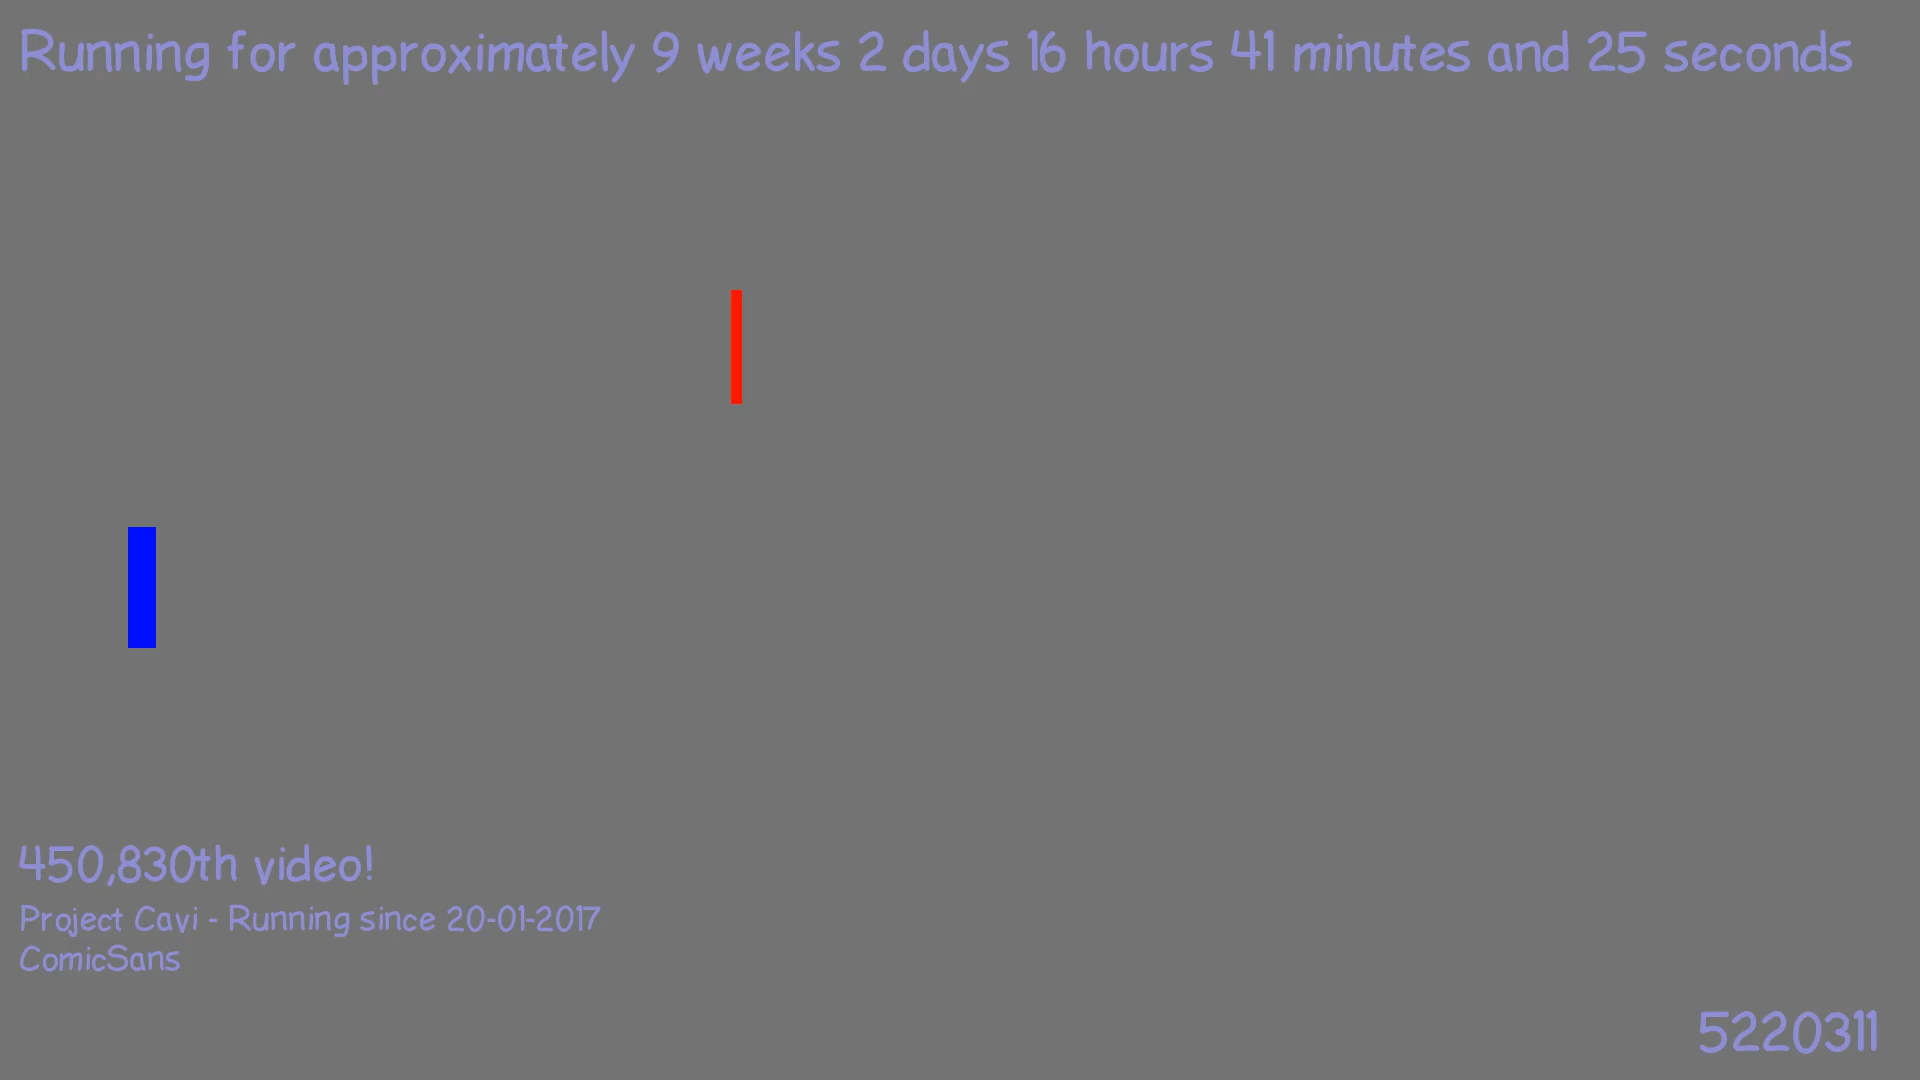 Running for approximately 9 weeks 2 days 16 hours 41 minutes and 25 seconds
450,830th video!
Project Cavi - Running since 20-01-2017
ComicSans
5220311